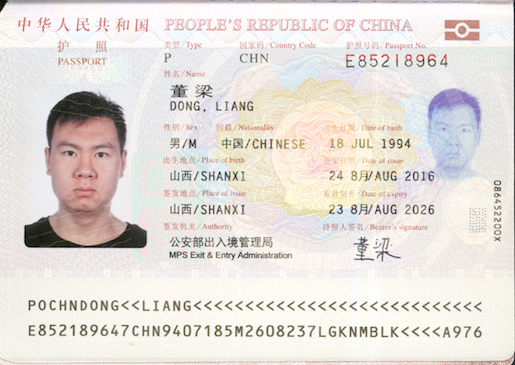 中华人民共和国 PEOPLE'S REPUBLIC OF CHINA
护照
PASSPORT
类型/Type 国家码/Country Code 护照号码/Passport No.
P CHN E85218964
姓名/Name
董梁
DONG, LIANG
性别/Sex 国籍/Nationality 出生日期/Date of birth
男/M 中国/CHINESE 18 JUL 1994
出生地点/Place of birth 签发日期/Date of issue
山西/SHANXI 24 8月/AUG 2016
签发地点/Place of issue 有效期至/Date of expiry
山西/SHANXI 23 8月/AUG 2026
签发机关/Authority 持照人签名/Bearer's signature
公安部出入境管理局
MPS Exit & Entry Administration
董梁
086452200X
POCHNDONG<<LIANG<<<<<<<<<<<<<<<<<<<<<<<<<<<<
E852189647CHN9407185M2608237LGKNMBLK<<<<A976